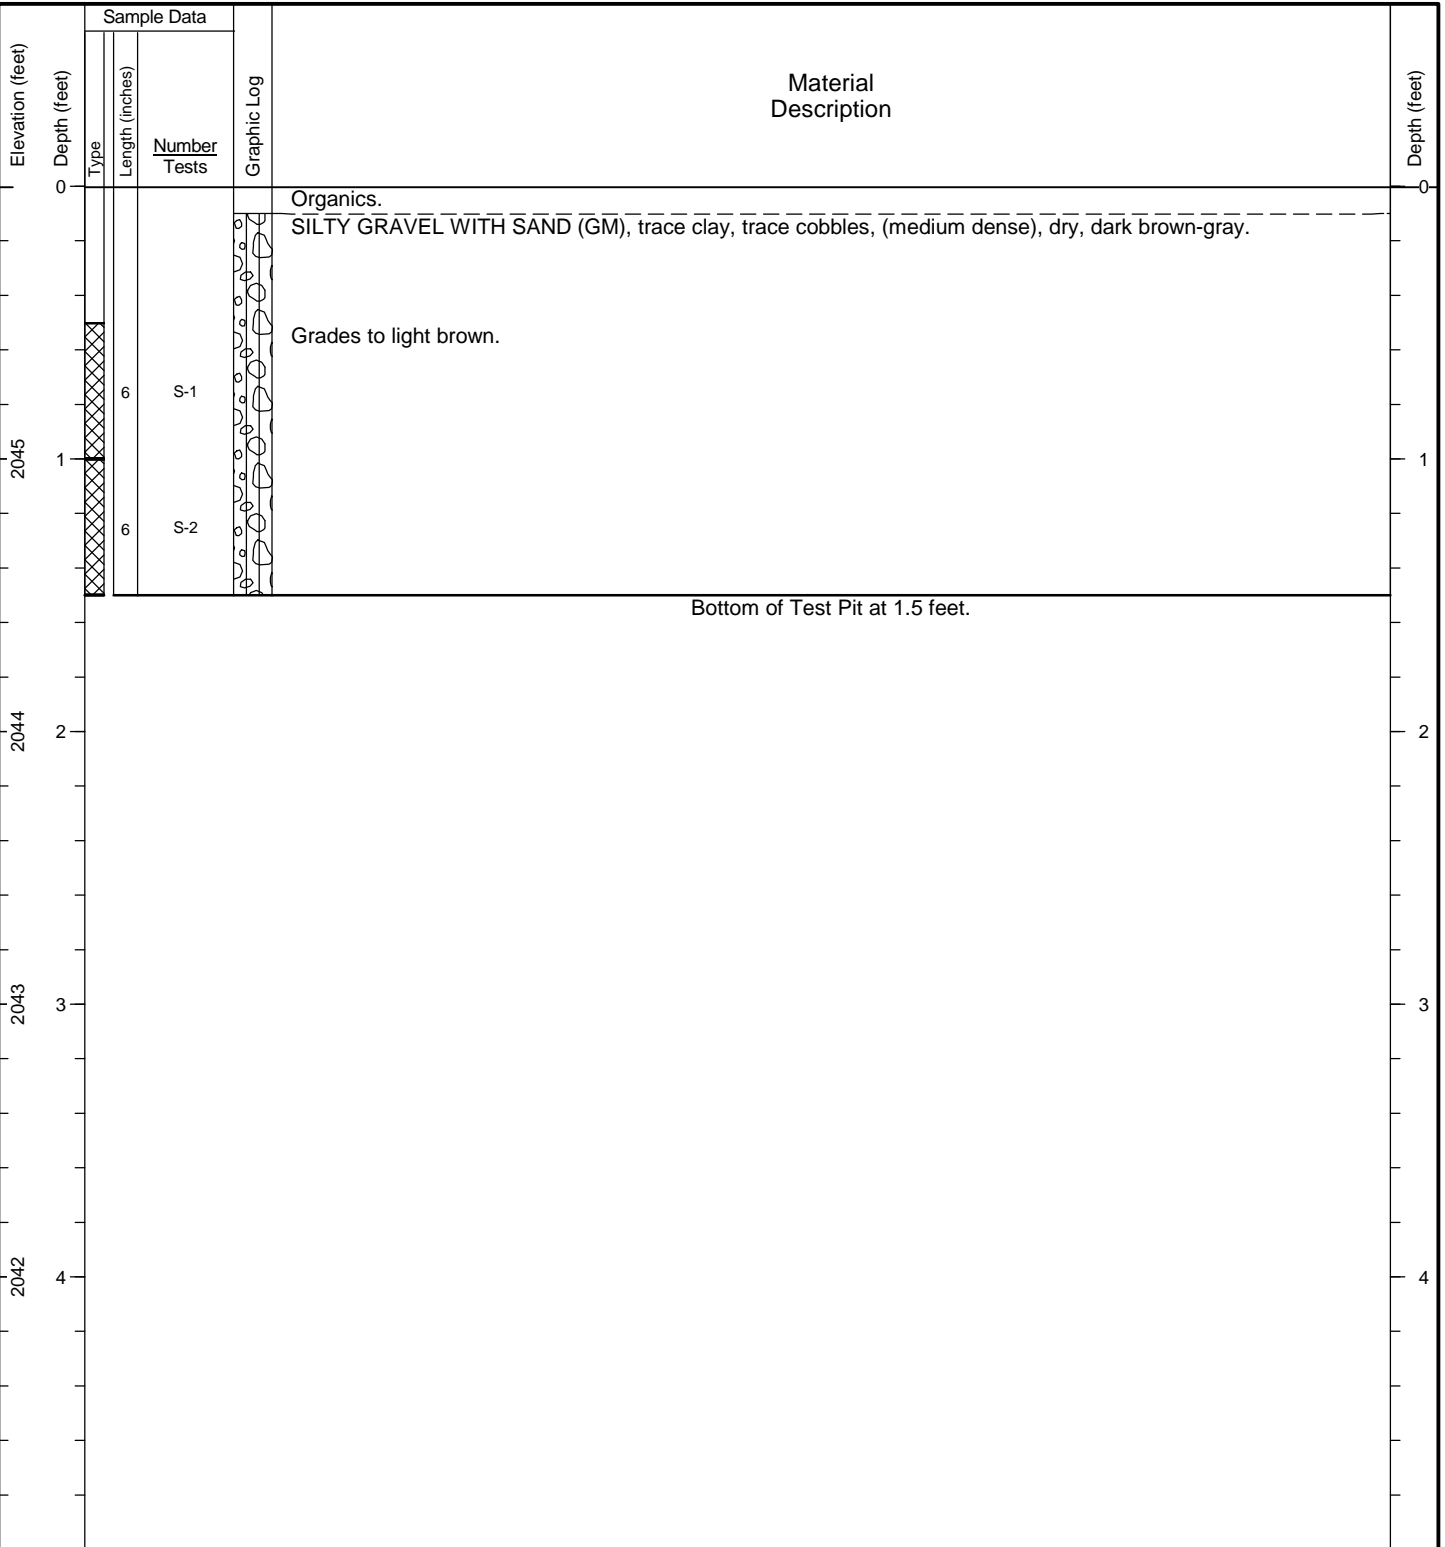 Sample Data
Elevation (feet)
Depth (feet)
Type
Length (inches)
Number
Tests
Graphic Log
Material
Description
Depth (feet)
0
0
Organics.
SILTY GRAVEL WITH SAND (GM), trace clay, trace cobbles, (medium dense), dry, dark brown-gray.
Grades to light brown.
6 S-1
2045 1 1
6 S-2
Bottom of Test Pit at 1.5 feet.
2044 2 2
2043 3 3
2042 4 4